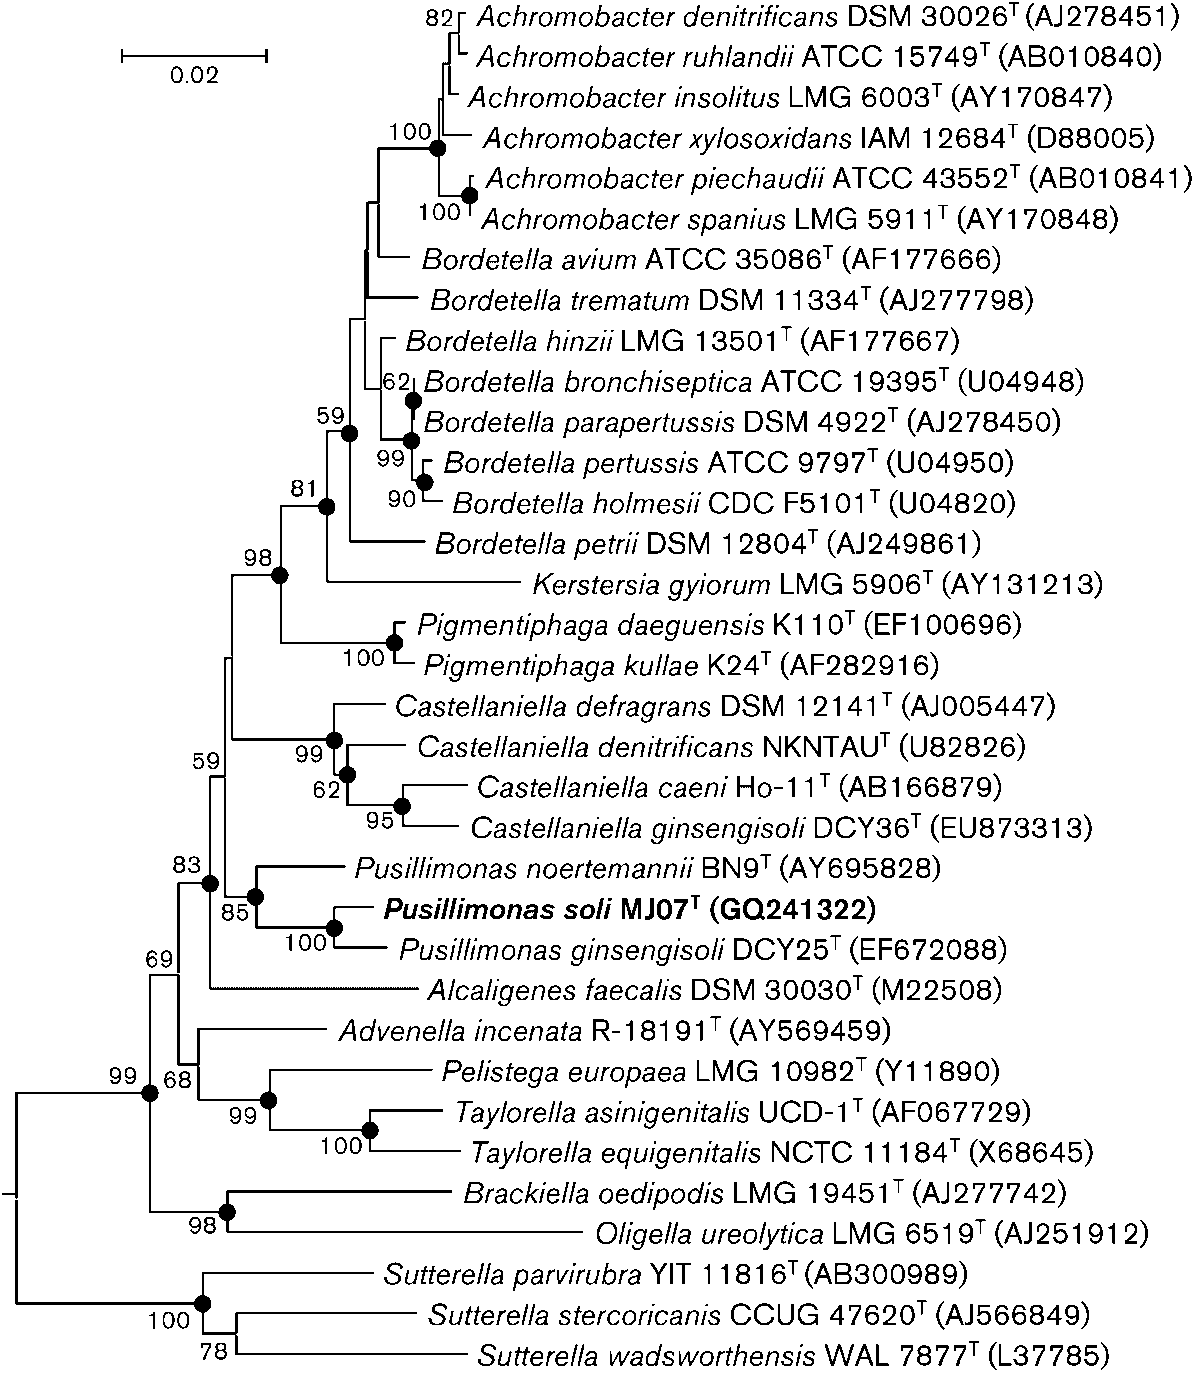 82 Achromobacter denitrificans DSM 30026T (AJ278451)
0.02
Achromobacter ruhlandii ATCC 15749T (AB010840)
Achromobacter insolitus LMG 6003T (AY170847)
100
Achromobacter xylosoxidans IAM 12684T (D88005)
Achromobacter piechaudii ATCC 43552T (AB010841)
100
Achromobacter spanius LMG 5911T (AY170848)
Bordetella avium ATCC 35086T (AF177666)
Bordetella trematum DSM 11334T (AJ277798)
Bordetella hinzii LMG 13501T (AF177667)
62
Bordetella bronchiseptica ATCC 19395T (U04948)
59
Bordetella parapertussis DSM 4922T (AJ278450)
99
Bordetella pertussis ATCC 9797T (U04950)
81
90
Bordetella holmesii CDC F5101T (U04820)
Bordetella petrii DSM 12804T (AJ249861)
98
Kerstersia gyiorum LMG 5906T (AY131213)
Pigmentiphaga daeguensis K110T (EF100696)
100
Pigmentiphaga kullae K24T (AF282916)
Castellaniella defragrans DSM 12141T (AJ005447)
99
Castellaniella denitrificans NKNTAUT (U82826)
59
62
Castellaniella caeni Ho-11T (AB166879)
95
Castellaniella ginsengisoli DCY36T (EU873313)
83
Pusillimonas noertemannii BN9T (AY695828)
85
Pusillimonas soli MJ07T (GQ241322)
100
Pusillimonas ginsengisoli DCY25T (EF672088)
69
Alcaligenes faecalis DSM 30030T (M22508)
Advenella incenata R-18191T (AY569459)
99
68
Pelistega europaea LMG 10982T (Y11890)
99
Taylorella asinigenitalis UCD-1T (AF067729)
100
Taylorella equigenitalis NCTC 11184T (X68645)
Brackiella oedipodis LMG 19451T (AJ277742)
98
Oligella ureolytica LMG 6519T (AJ251912)
Sutterella parvirubra YIT 11816T (AB300989)
100
Sutterella stercoricanis CCUG 47620T (AJ566849)
78
Sutterella wadsworthensis WAL 7877T (L37785)